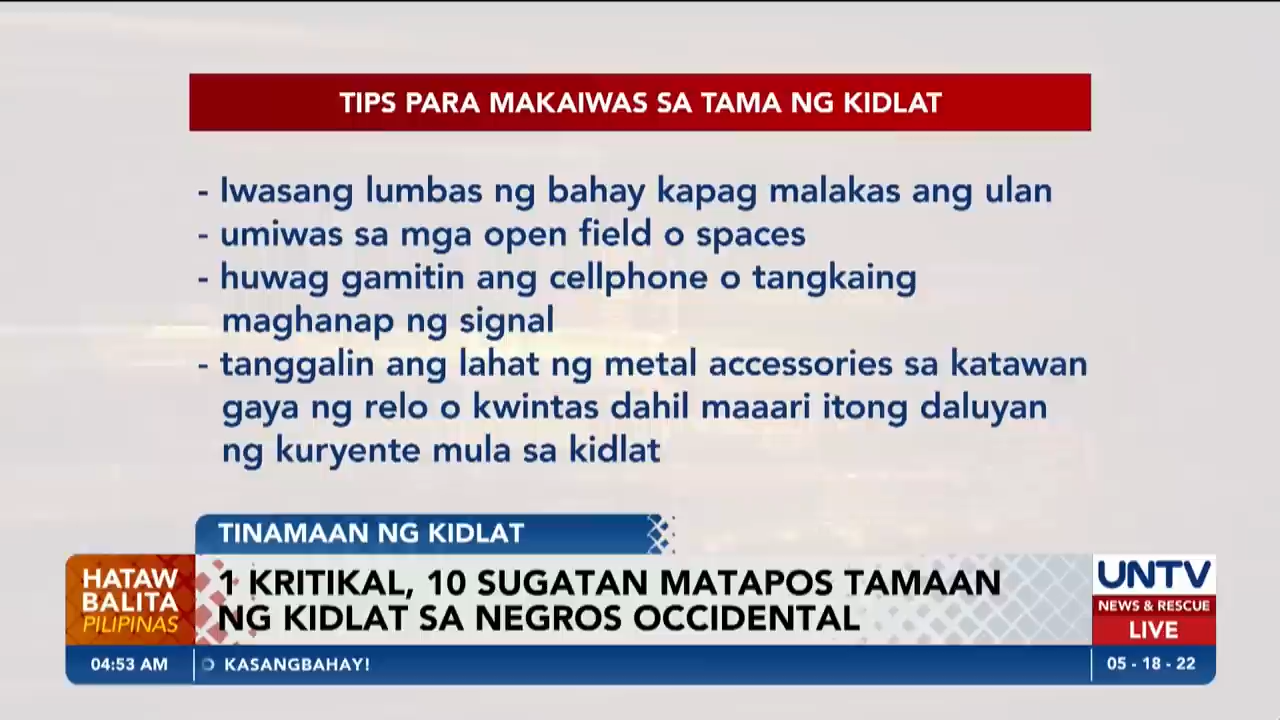 TIPS PARA MAKAIWAS SA TAMA NG KIDLAT
- Iwasang lumbas ng bahay kapag malakas ang ulan
- umiwas sa mga open field o spaces
- huwag gamitin ang cellphone o tangkaing
maghanap ng signal
- tanggalin ang lahat ng metal accessories sa katawan
gaya ng relo o kwintas dahil maaari itong daluyan
ng kuryente mula sa kidlat
TINAMAAN NG KIDLAT
HATAW
BALITA
PILIPINAS
1 KRITIKAL, 10 SUGATAN MATAPOS TAMAAN
NG KIDLAT SA NEGROS OCCIDENTAL
UNTV
NEWS & RESCUE
LIVE
04:53 AM
KASANGBAHAY!
05 - 18 - 22